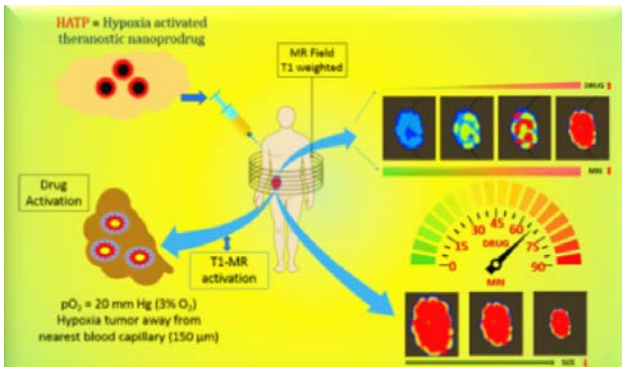 HATP = Hypoxia activated
theranostic nanoprodrug
MR Field
T1 weighted
DRUG ⬆
MRI ⬆
Drug
Activation
T1-MR
activation
pO₂ = 20 mm Hg (3% O₂)
Hypoxia tumor away from
nearest blood capillary (150 µm)
0
15
30
45
60
75
90
DRUG
MRI
SIZE ⬇